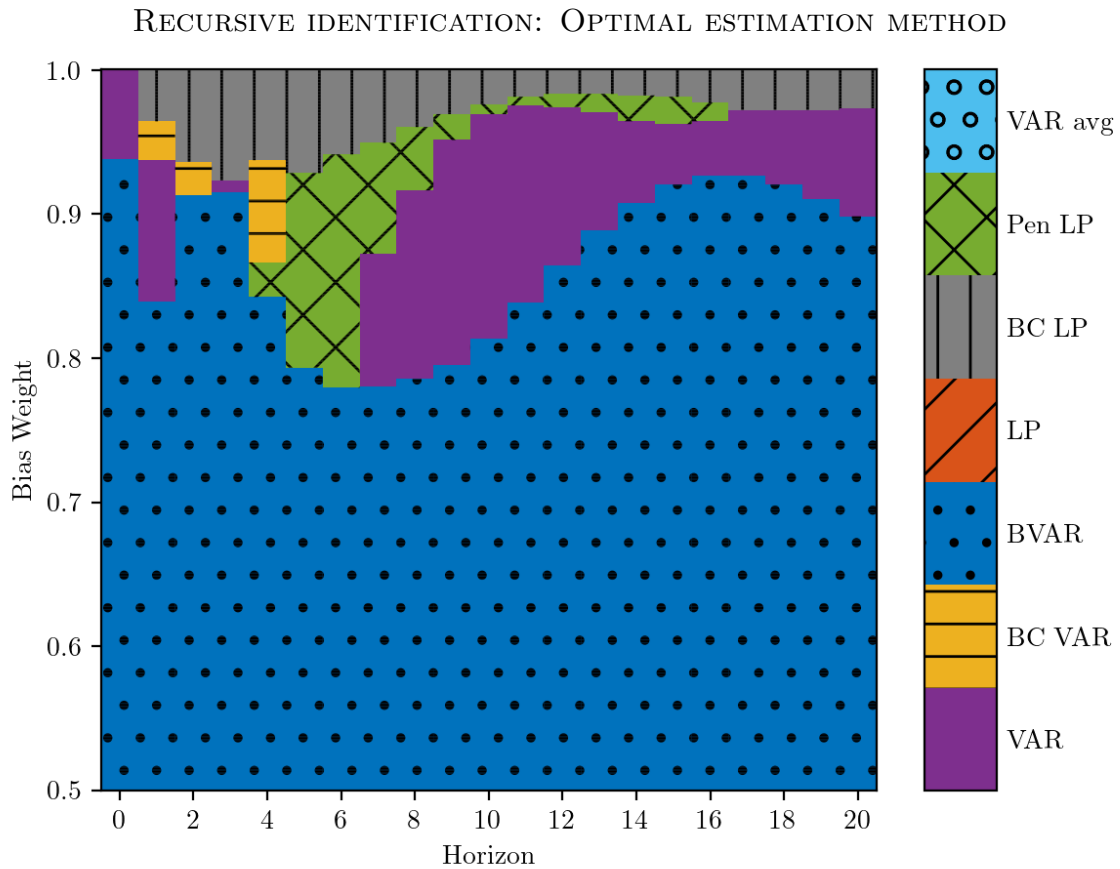 RECURSIVE IDENTIFICATION: OPTIMAL ESTIMATION METHOD
1.0
0.9
0.8
0.7
0.6
0.5
Bias Weight
0 2 4 6 8 10 12 14 16 18 20
Horizon
VAR avg
Pen LP
BC LP
LP
BVAR
BC VAR
VAR